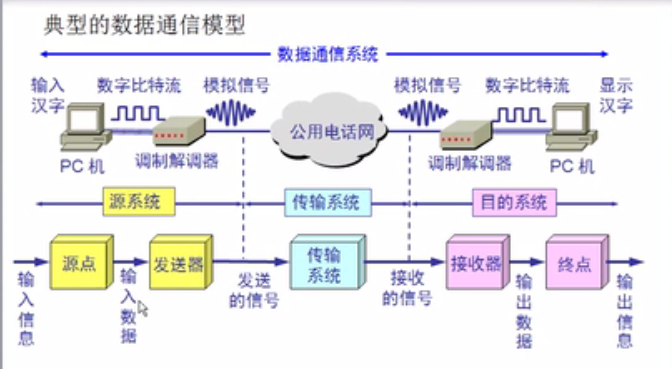 典型的数据通信模型
数据通信系统
输入
汉字
数字比特流
模拟信号
模拟信号
数字比特流
显示
汉字
公用电话网
PC 机
调制解调器
调制解调器
PC 机
源系统
传输系统
目的系统
源点
发送器
传输
系统
接收器
终点
输入信息
输入数据
发送
的信号
接收
的信号
输出数据
输出信息